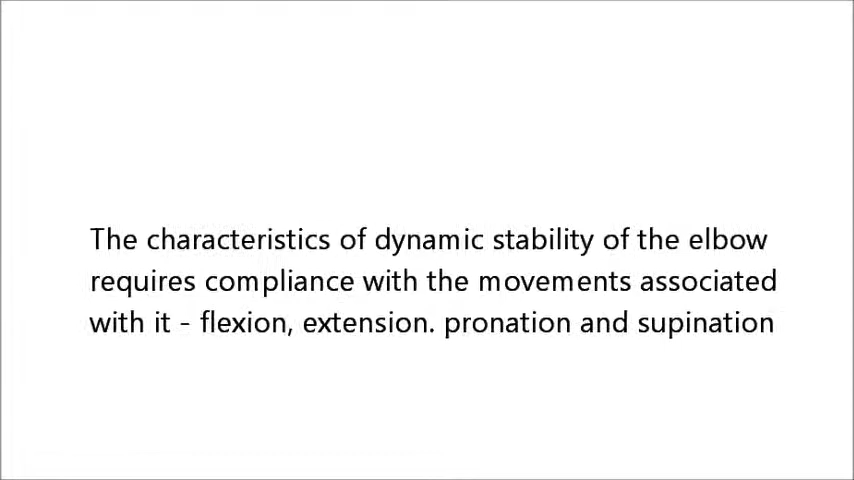 The characteristics of dynamic stability of the elbow
requires compliance with the movements associated
with it - flexion, extension. pronation and supination